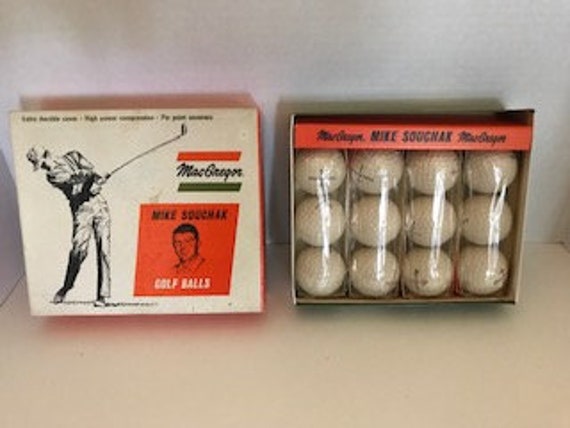 Extra durable cover - High power compression - Pin point accuracy
MacGregor
MIKE SOUCHAK
GOLF BALLS
MacGregor. MIKE SOUCHAK MacGregor